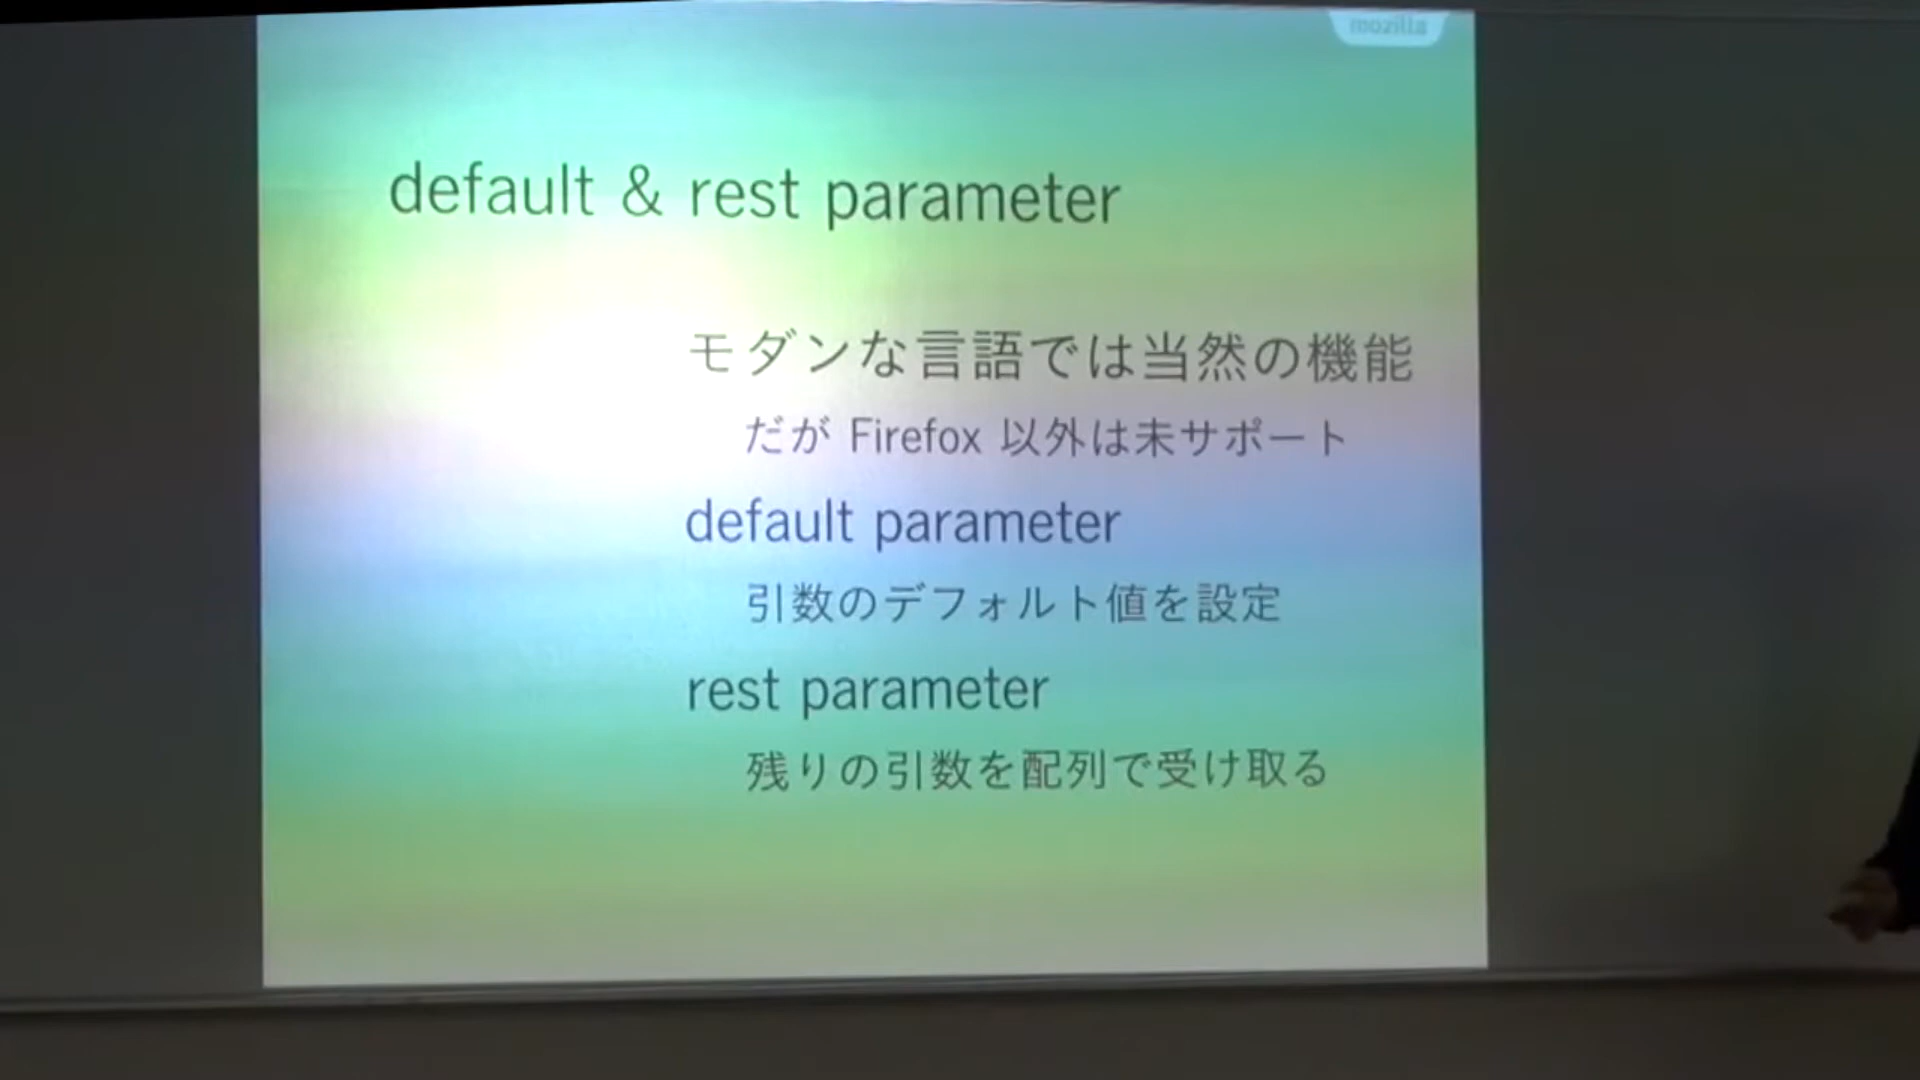 mozilla
default & rest parameter
モダンな言語では当然の機能
だが Firefox 以外は未サポート
default parameter
引数のデフォルト値を設定
rest parameter
残りの引数を配列で受け取る